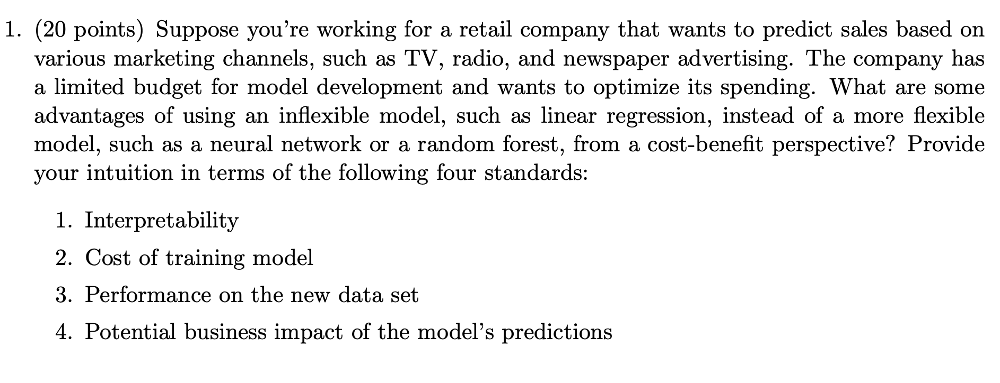 1. (20 points) Suppose you're working for a retail company that wants to predict sales based on
various marketing channels, such as TV, radio, and newspaper advertising. The company has
a limited budget for model development and wants to optimize its spending. What are some
advantages of using an inflexible model, such as linear regression, instead of a more flexible
model, such as a neural network or a random forest, from a cost-benefit perspective? Provide
your intuition in terms of the following four standards:
1. Interpretability
2. Cost of training model
3. Performance on the new data set
4. Potential business impact of the model's predictions